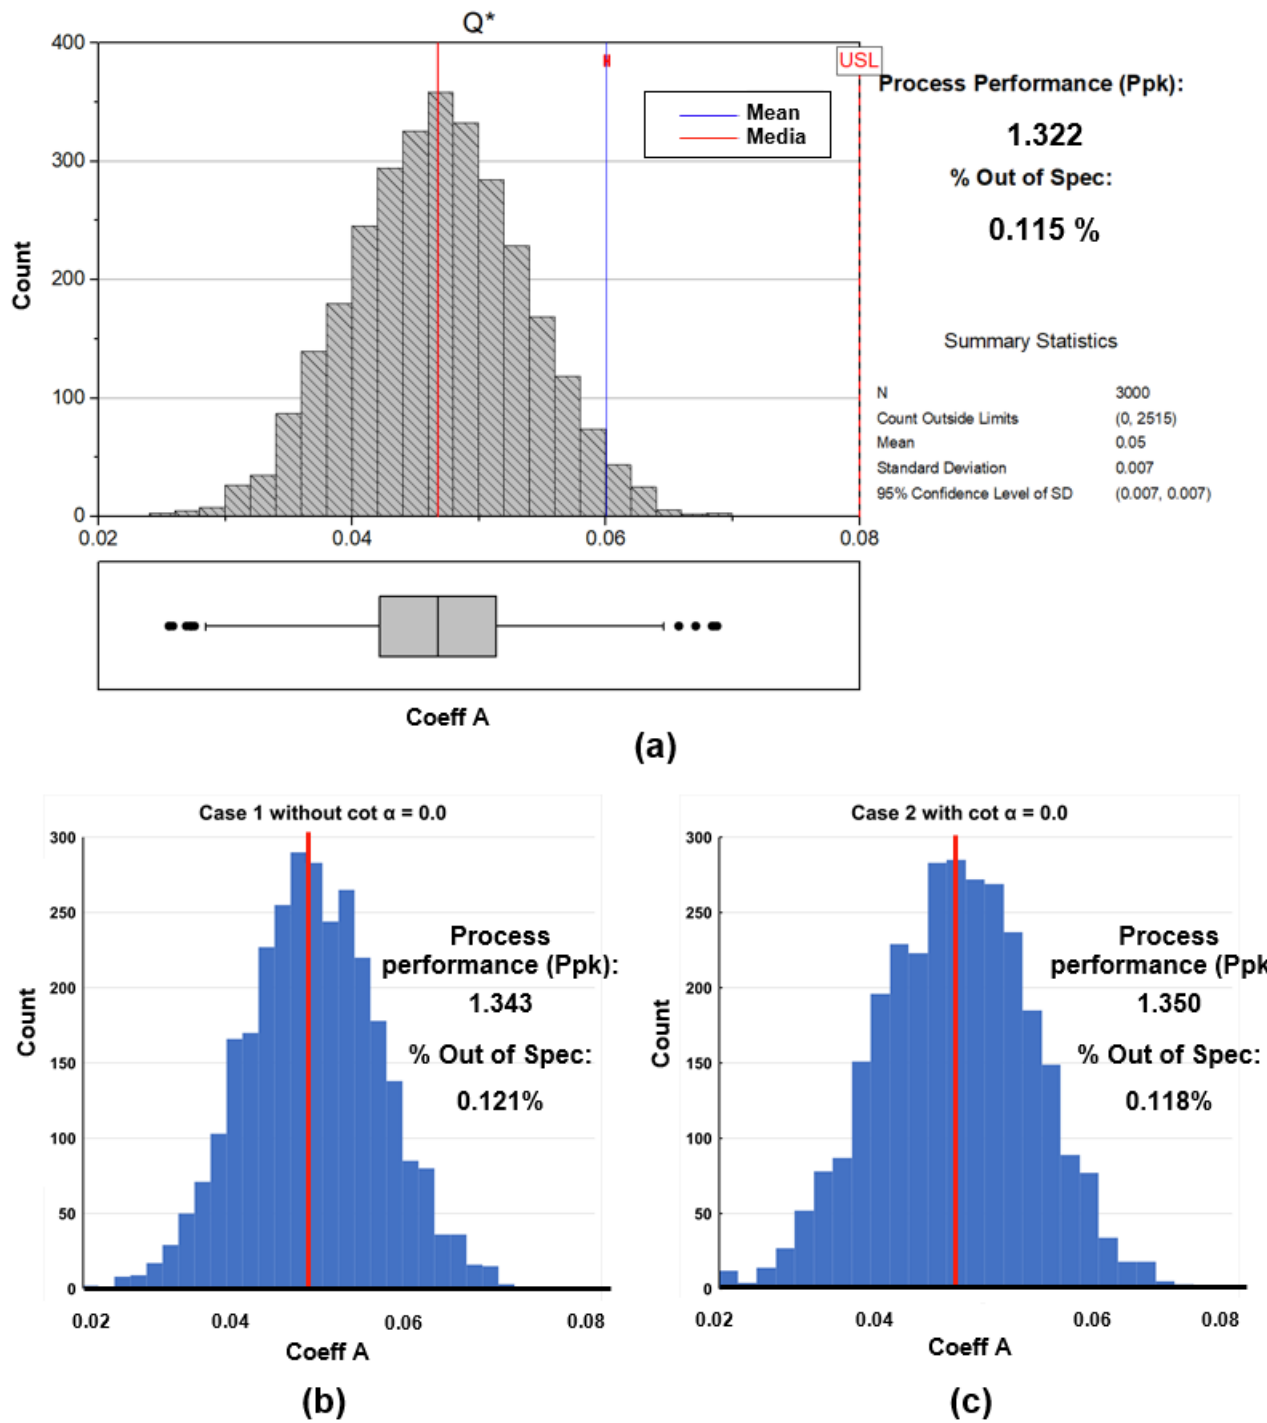 Q*
400
300
200
100
0
Count
0.02
0.04
0.06
0.08
USL
Mean
Media
Process Performance (Ppk):
1.322
% Out of Spec:
0.115 %
Summary Statistics
N 3000
Count Outside Limits (0, 2515)
Mean 0.05
Standard Deviation 0.007
95% Confidence Level of SD (0.007, 0.007)
Coeff A
(a)
Case 1 without cot α = 0.0
300
250
200
150
100
50
0
Count
Process
performance (Ppk):
1.343
% Out of Spec:
0.121%
0.02
0.04
0.06
0.08
Coeff A
(b)
Case 2 with cot α = 0.0
300
250
200
150
100
50
0
Count
Process
performance (Ppk
1.350
% Out of Spec:
0.118%
0.02
0.04
0.06
0.08
Coeff A
(c)